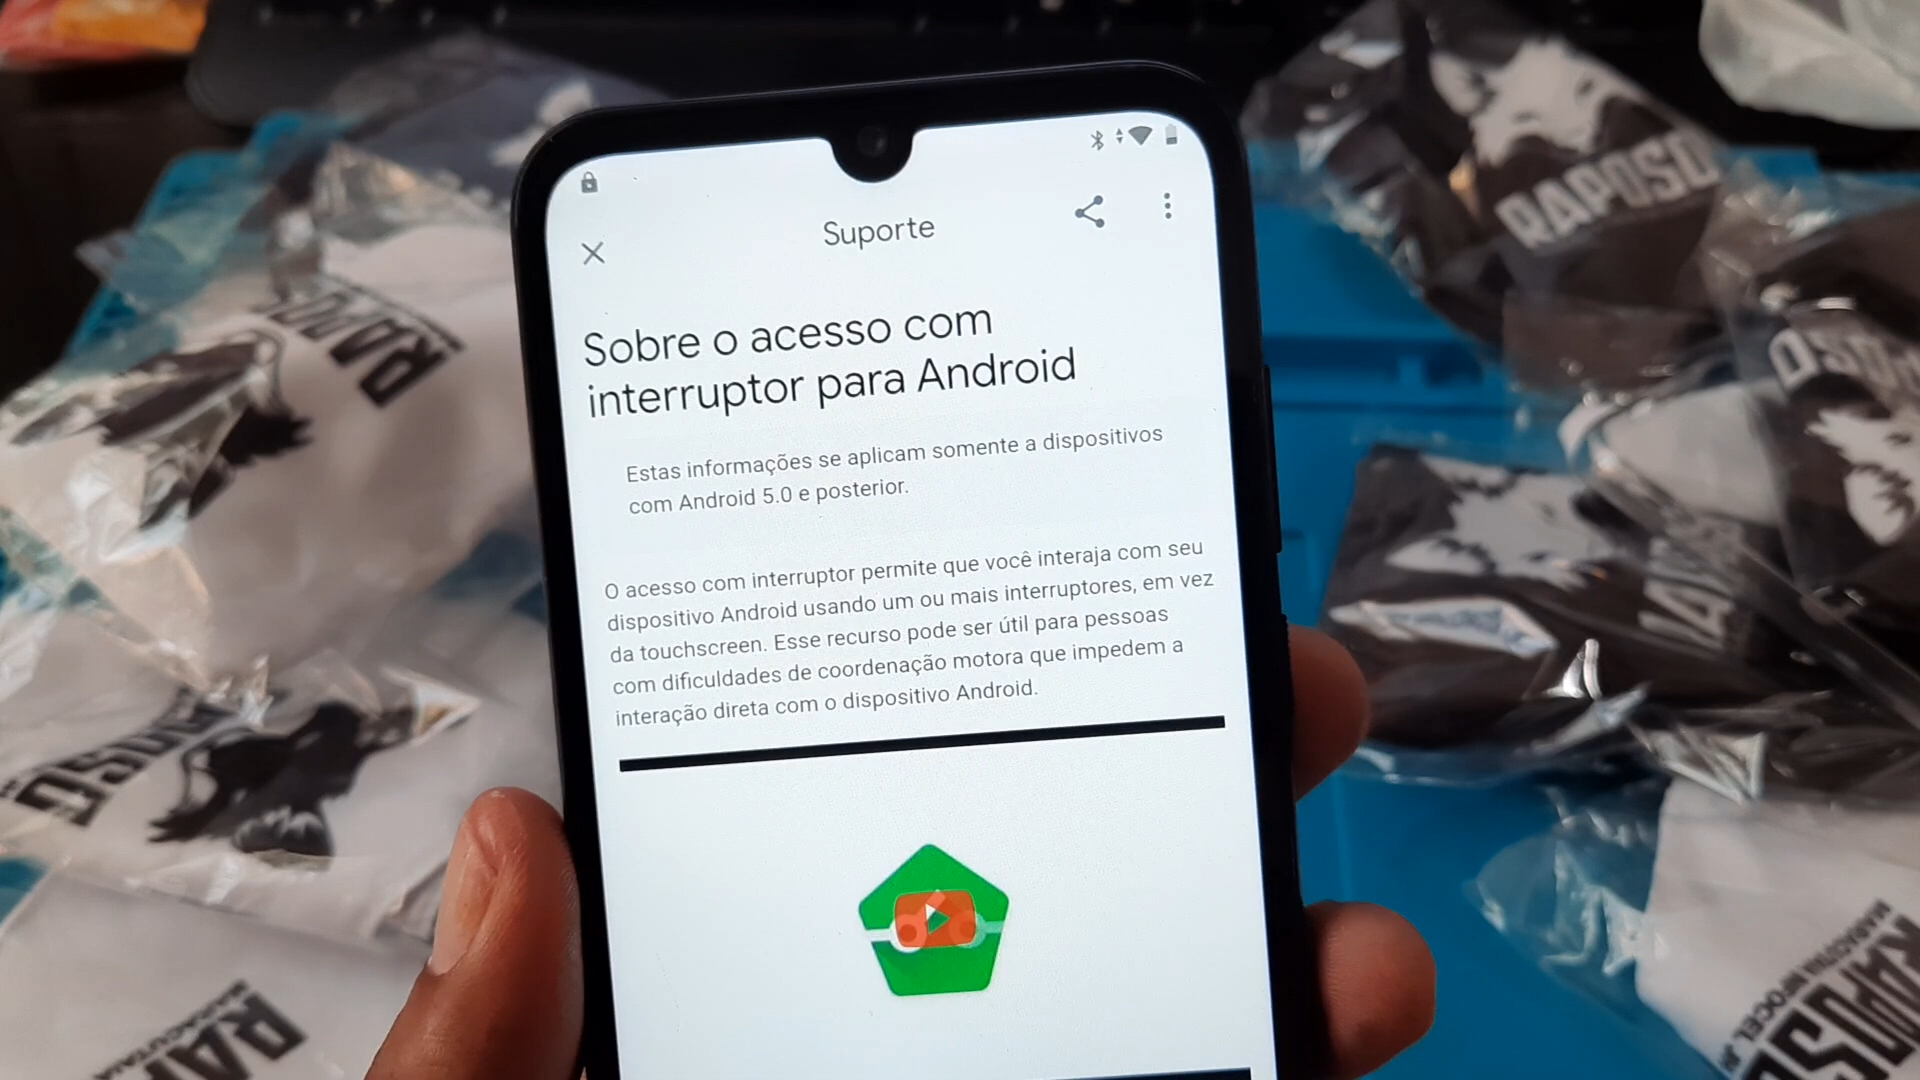 Suporte
Sobre o acesso com
interruptor para Android
Estas informações se aplicam somente a dispositivos
com Android 5.0 e posterior.
O acesso com interruptor permite que você interaja com seu
dispositivo Android usando um ou mais interruptores, em vez
da touchscreen. Esse recurso pode ser útil para pessoas
com dificuldades de coordenação motora que impedem a
interação direta com o dispositivo Android.
RAPOSO
RAPOSO